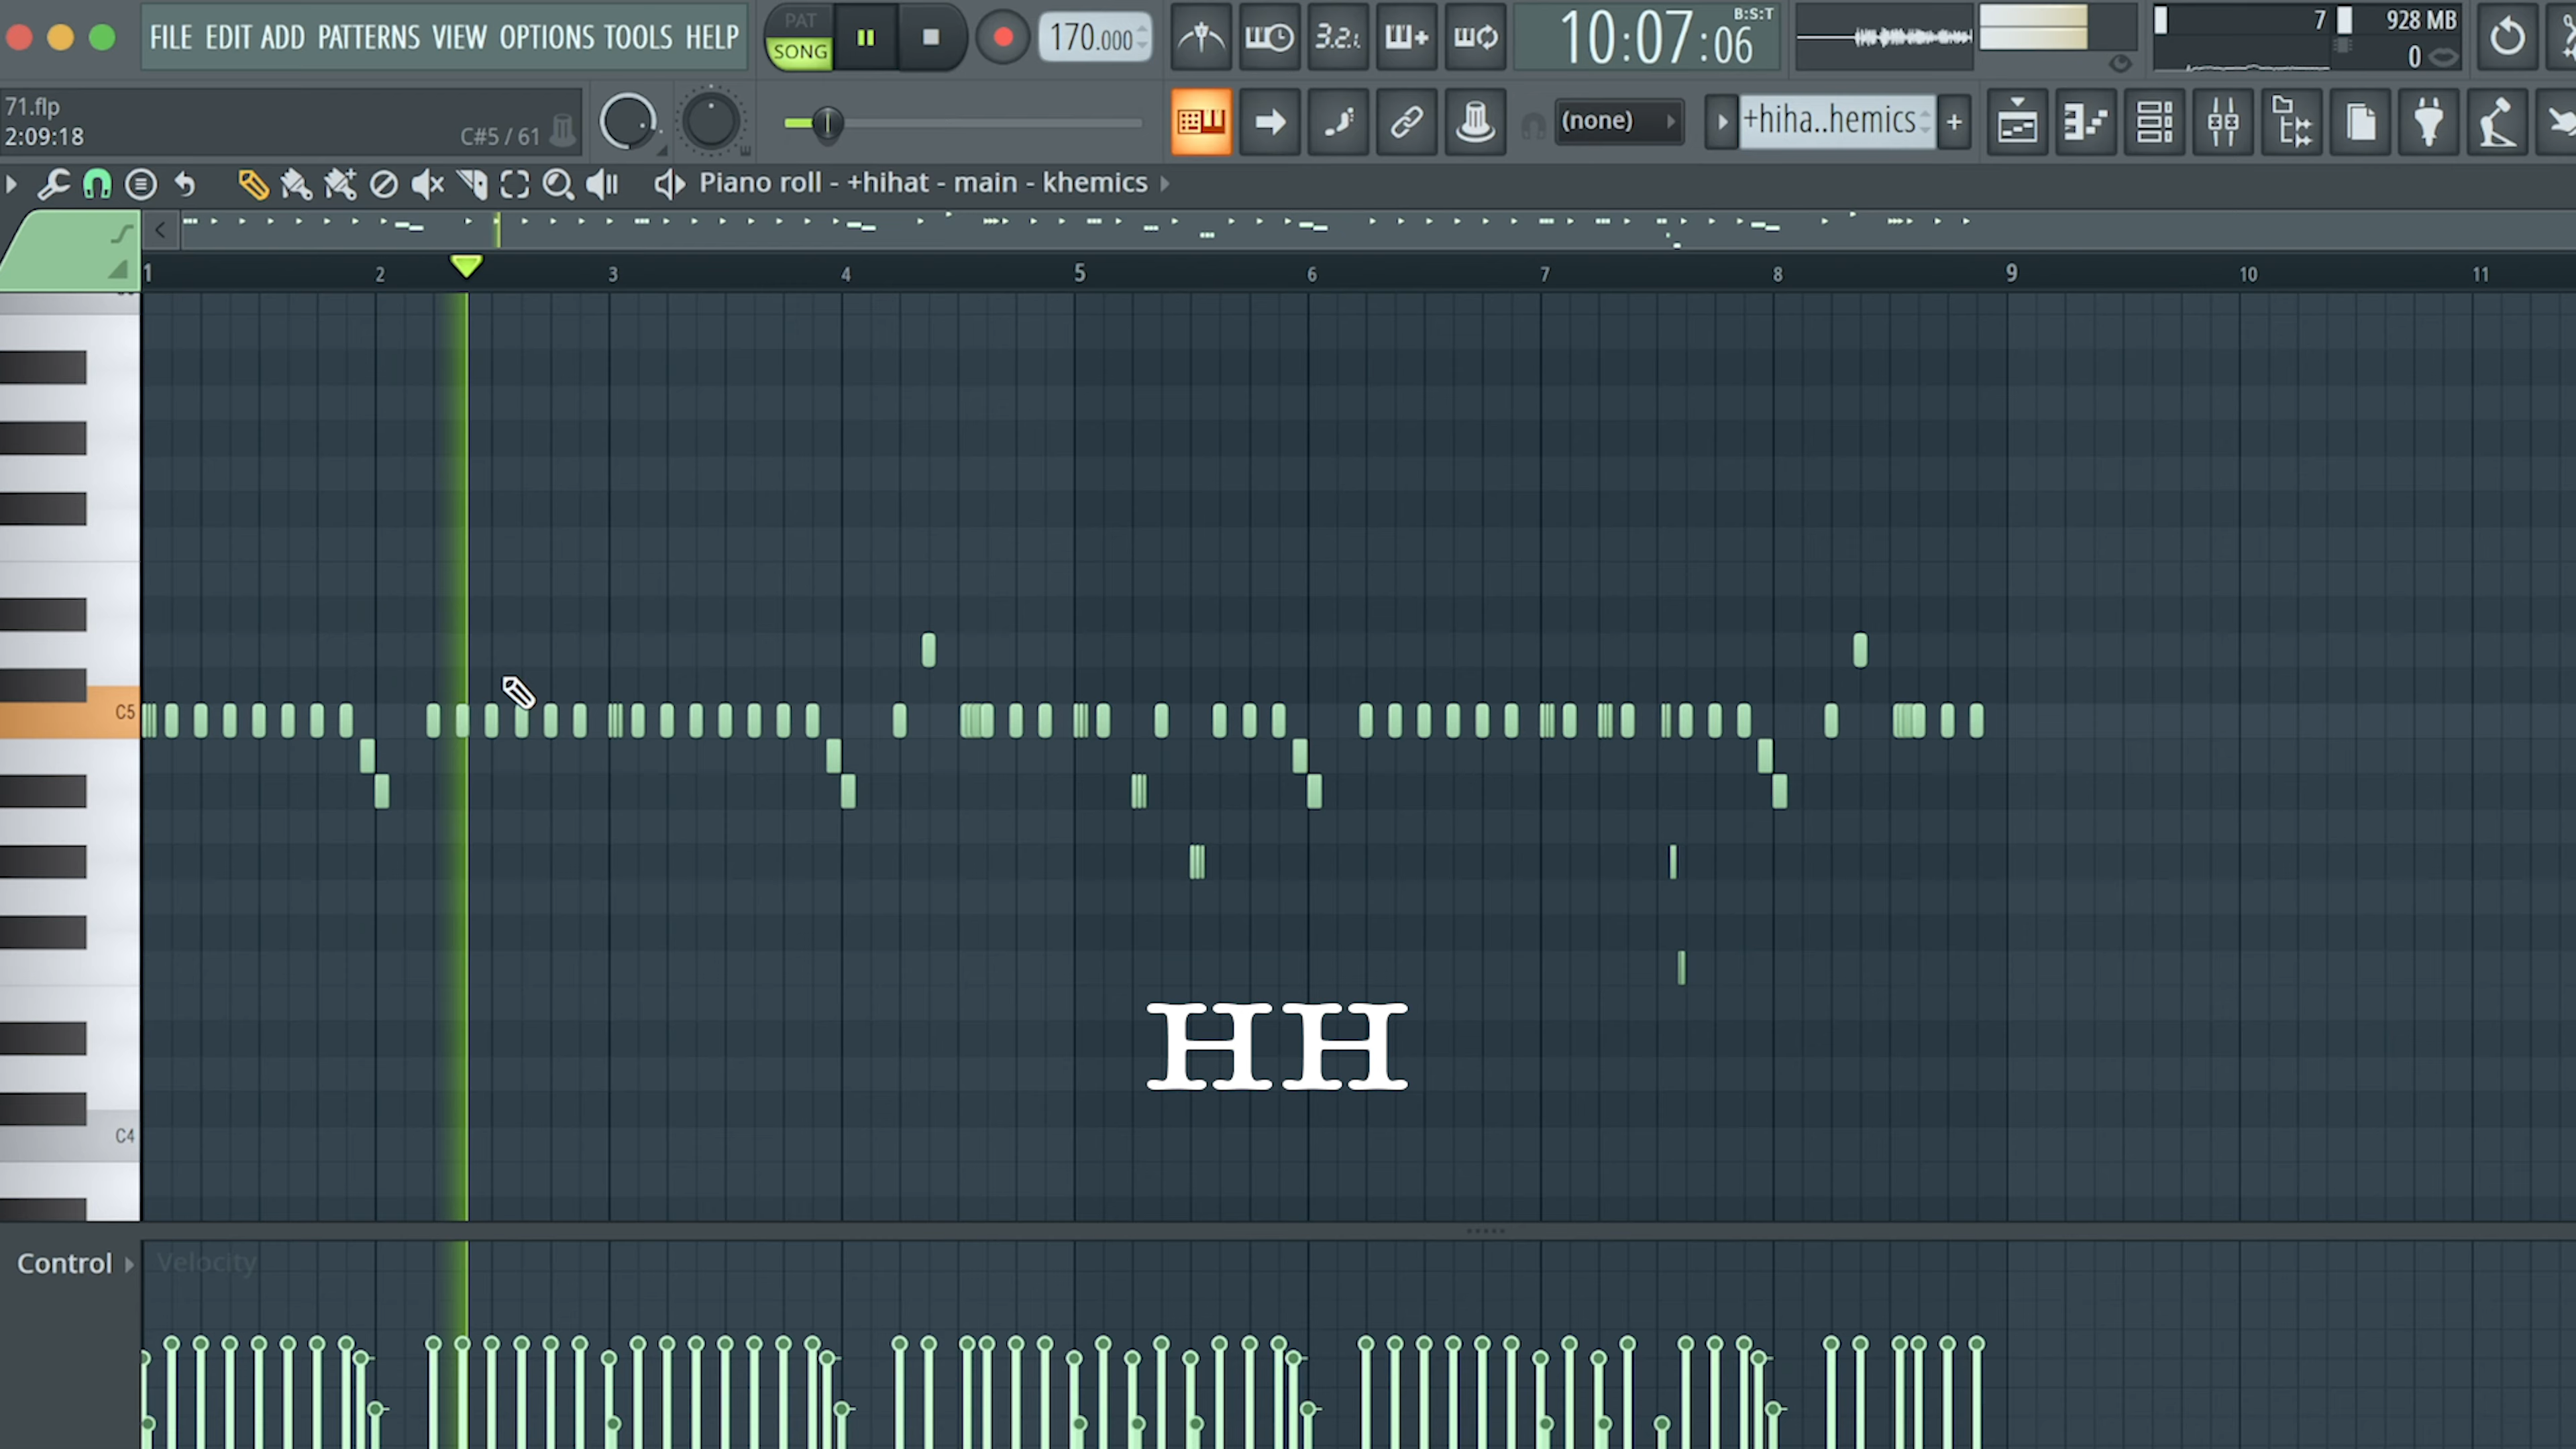 FILE EDIT ADD PATTERNS VIEW OPTIONS TOOLS HELP
PAT
SONG
170.000
3.2.
10:07:06
B:S:T
7
928 MB
0
71.flp
2:09:18
C#5 / 61
(none)
+hiha..hemics
Piano roll - +hihat - main - khemics
1 2 3 4 5 6 7 8 9 10 11
C5
HH
C4
Control
Velocity